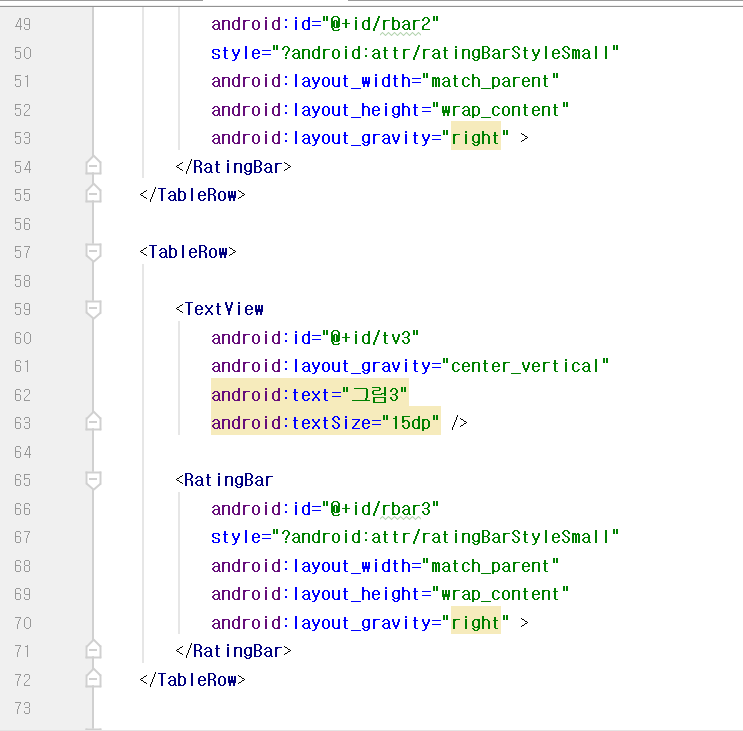 49 android:id="@+id/rbar2"
50 style="?android:attr/ratingBarStyleSmall"
51 android:layout_width="match_parent"
52 android:layout_height="wrap_content"
53 android:layout_gravity="right" >
54 </RatingBar>
55 </TableRow>
56
57 <TableRow>
58
59 <TextView
60 android:id="@+id/tv3"
61 android:layout_gravity="center_vertical"
62 android:text="그림3"
63 android:textSize="15dp" />
64
65 <RatingBar
66 android:id="@+id/rbar3"
67 style="?android:attr/ratingBarStyleSmall"
68 android:layout_width="match_parent"
69 android:layout_height="wrap_content"
70 android:layout_gravity="right" >
71 </RatingBar>
72 </TableRow>
73